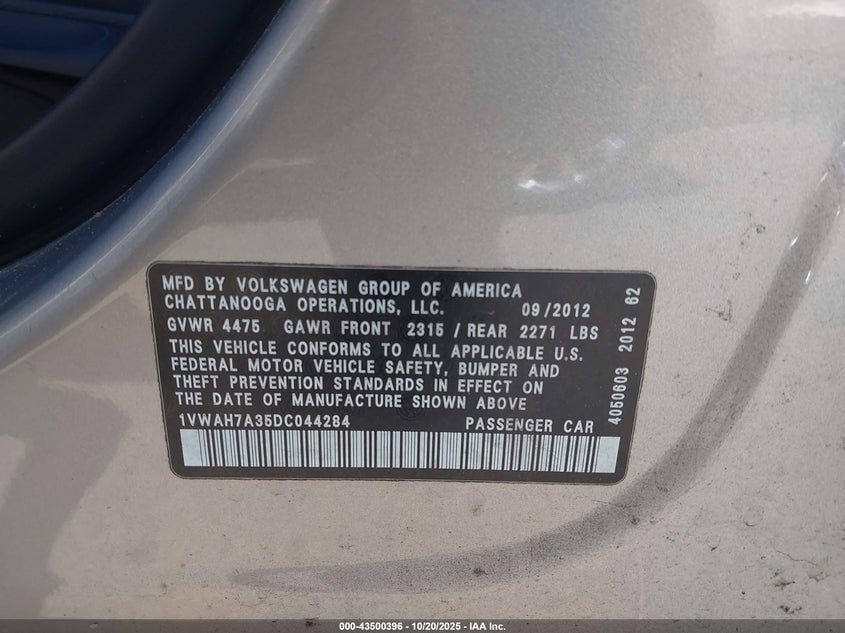 MFD BY VOLKSWAGEN GROUP OF AMERICA
CHATTANOOGA OPERATIONS, LLC. 09/2012
GVWR 4475 GAWR FRONT 2315 / REAR 2271 LBS
THIS VEHICLE CONFORMS TO ALL APPLICABLE U.S.
FEDERAL MOTOR VEHICLE SAFETY, BUMPER AND
THEFT PREVENTION STANDARDS IN EFFECT ON
THE DATE OF MANUFACTURE SHOWN ABOVE
1VWAH7A35DC044284 PASSENGER CAR
4050603 2012 62
000-43500396 - 10/20/2025 - IAA Inc.